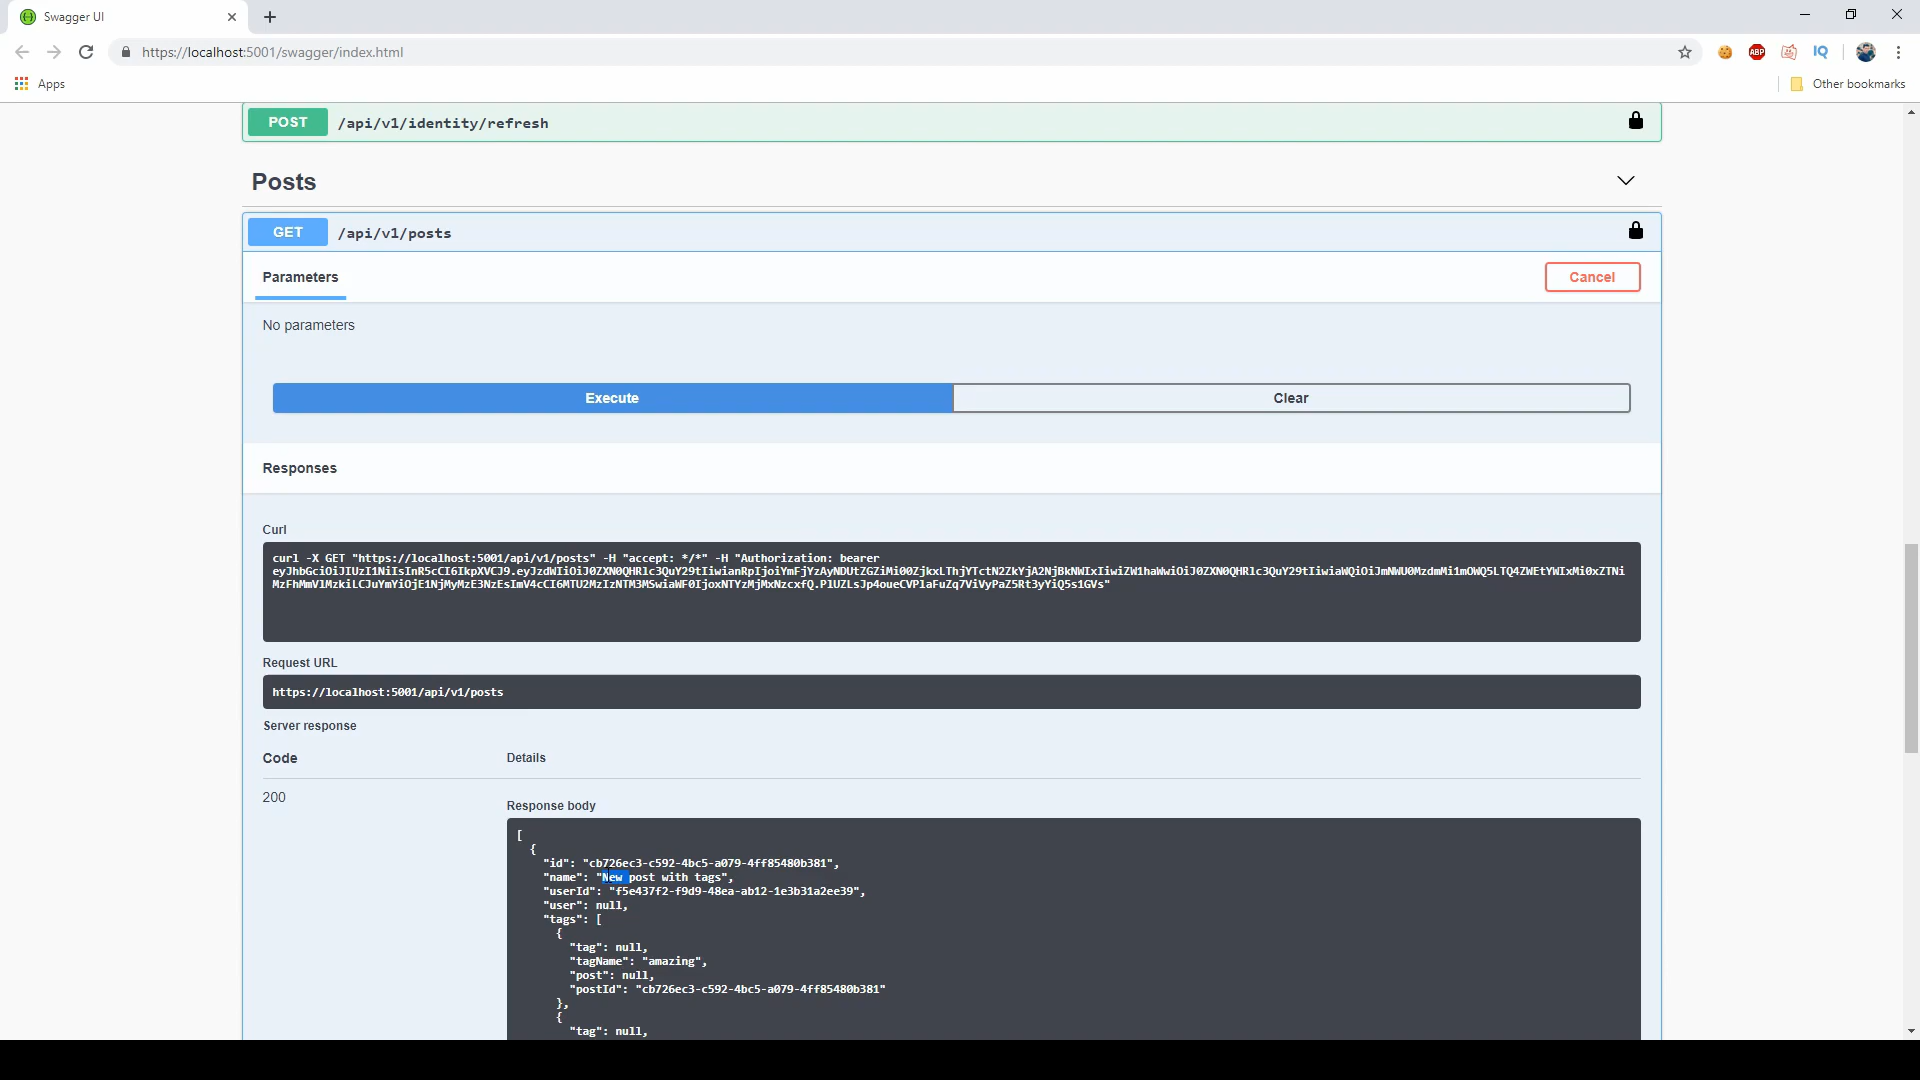 Swagger UI
https://localhost:5001/swagger/index.html
ABP
IQ
Apps
Other bookmarks
POST /api/v1/identity/refresh
Posts
GET /api/v1/posts
Parameters
Cancel
No parameters
Execute
Clear
Responses
Curl
curl -X GET "https://localhost:5001/api/v1/posts" -H "accept: */*" -H "Authorization: bearer
Request URL
https://localhost:5001/api/v1/posts
Server response
Code Details
200
Response body
[
{
"id": "cb726ec3-c592-4bc5-a079-4ff85480b381",
"name": "New post with tags",
"userId": "f5e437f2-f9d9-48ea-ab12-1e3b31a2ee39",
"user": null,
"tags": [
{
"tag": null,
"tagName": "amazing",
"post": null,
"postId": "cb726ec3-c592-4bc5-a079-4ff85480b381"
},
{
"tag": null,